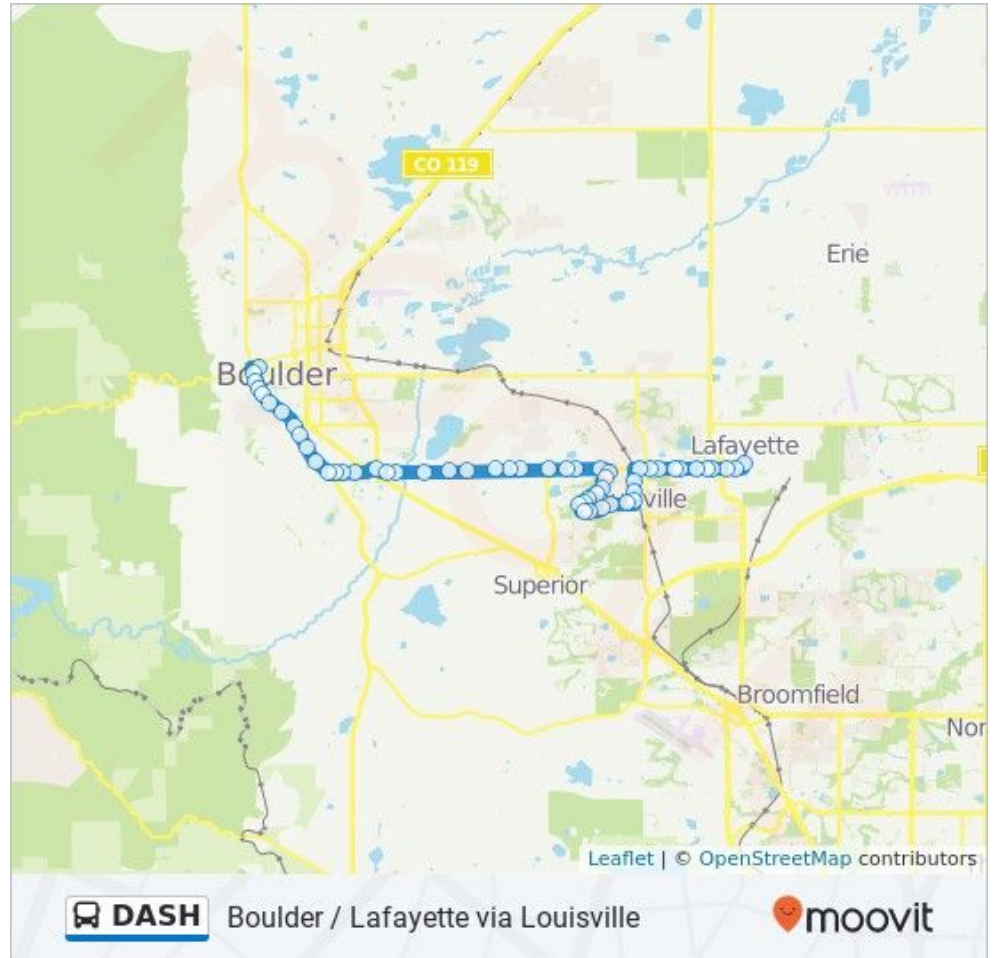 CO 119
Erie
Boulder
Lafayette
ville
Superior
Broomfield
Nor
Leaflet | © OpenStreetMap contributors
DASH Boulder / Lafayette via Louisville moovit